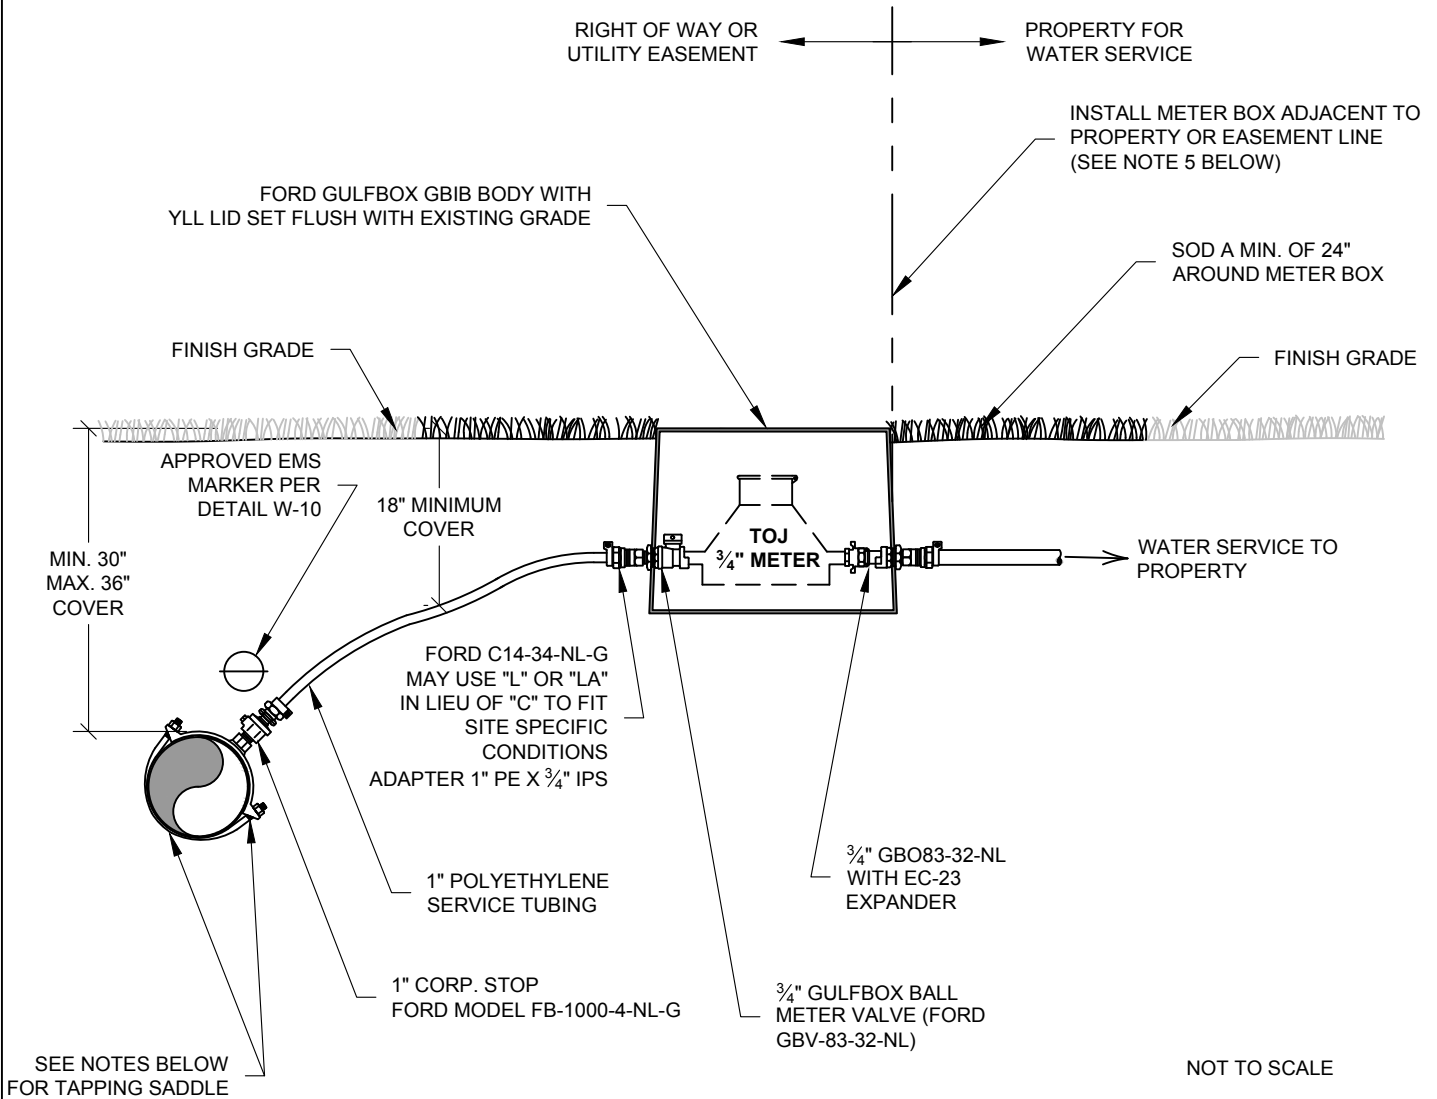 RIGHT OF WAY OR
UTILITY EASEMENT
PROPERTY FOR
WATER SERVICE
INSTALL METER BOX ADJACENT TO
PROPERTY OR EASEMENT LINE
(SEE NOTE 5 BELOW)
FORD GULFBOX GBIB BODY WITH
YLL LID SET FLUSH WITH EXISTING GRADE
SOD A MIN. OF 24"
AROUND METER BOX
FINISH GRADE
FINISH GRADE
APPROVED EMS
MARKER PER
DETAIL W-10
18" MINIMUM
COVER
MIN. 30"
MAX. 36"
COVER
TOJ
3/4" METER
WATER SERVICE TO
PROPERTY
FORD C14-34-NL-G
MAY USE "L" OR "LA"
IN LIEU OF "C" TO FIT
SITE SPECIFIC
CONDITIONS
ADAPTER 1" PE X 3/4" IPS
3/4" GBO83-32-NL
WITH EC-23
EXPANDER
1" POLYETHYLENE
SERVICE TUBING
1" CORP. STOP
FORD MODEL FB-1000-4-NL-G
3/4" GULFBOX BALL
METER VALVE (FORD
GBV-83-32-NL)
SEE NOTES BELOW
FOR TAPPING SADDLE
NOT TO SCALE